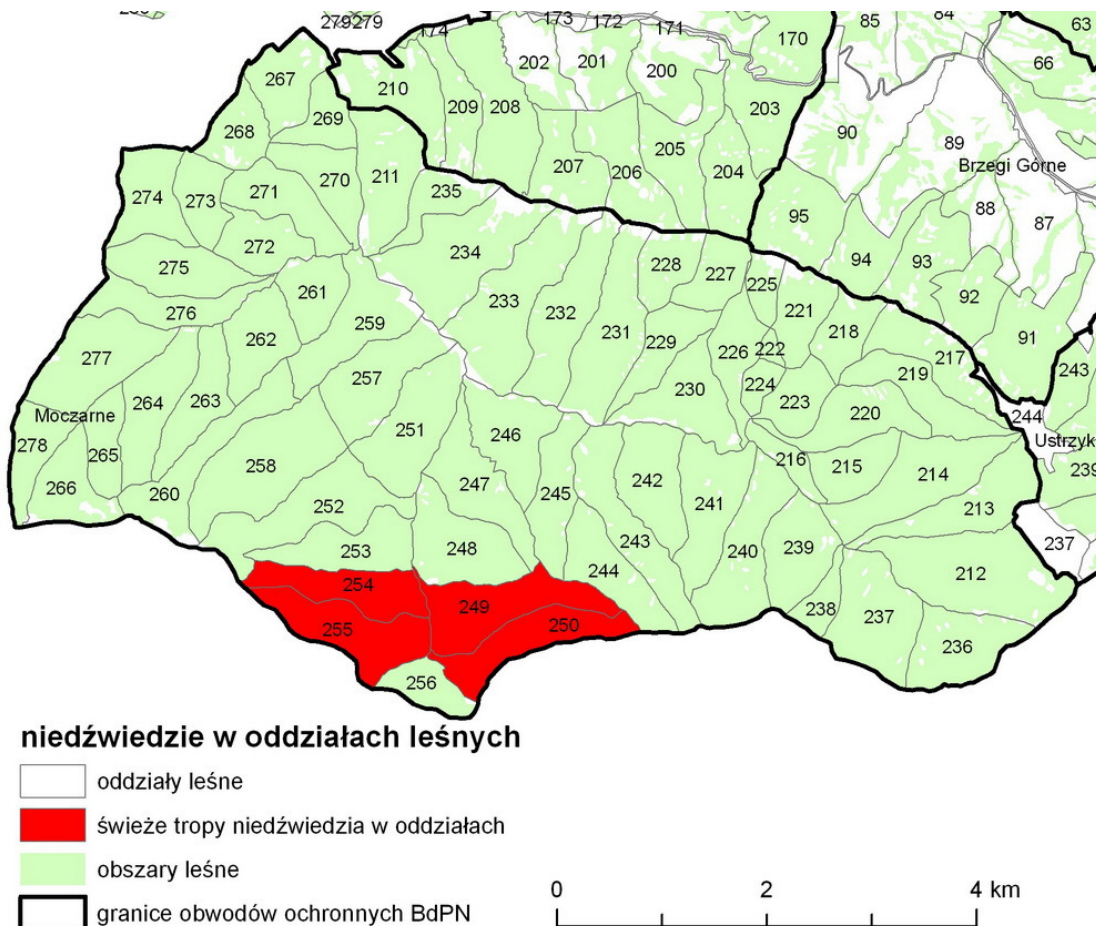 279 279
173 172 171 174 170 85 84 63
267 210 202 201 200 66
268 269 209 208 203 90 89
Brzegi Górne
274 273 271 270 211 235 207 206 205 204 95 88 87
272 234 228 227 225 94 93 92 91
275 276 261 259 233 232 231 229 226 222 221 218 217 243
277 262 257 230 224 223 219 220 244
Moczarne
Ustrzyk
278 264 263 265 251 246 216 215 214 239
266 260 258 252 247 245 242 241 213 237
253 248 243 244 240 239 212
254 249 255 250 238 237 236
256
niedźwiedzie w oddziałach leśnych
oddziały leśne
świeże tropy niedźwiedzia w oddziałach
obszary leśne
granice obwodów ochronnych BdPN
0 2 4 km